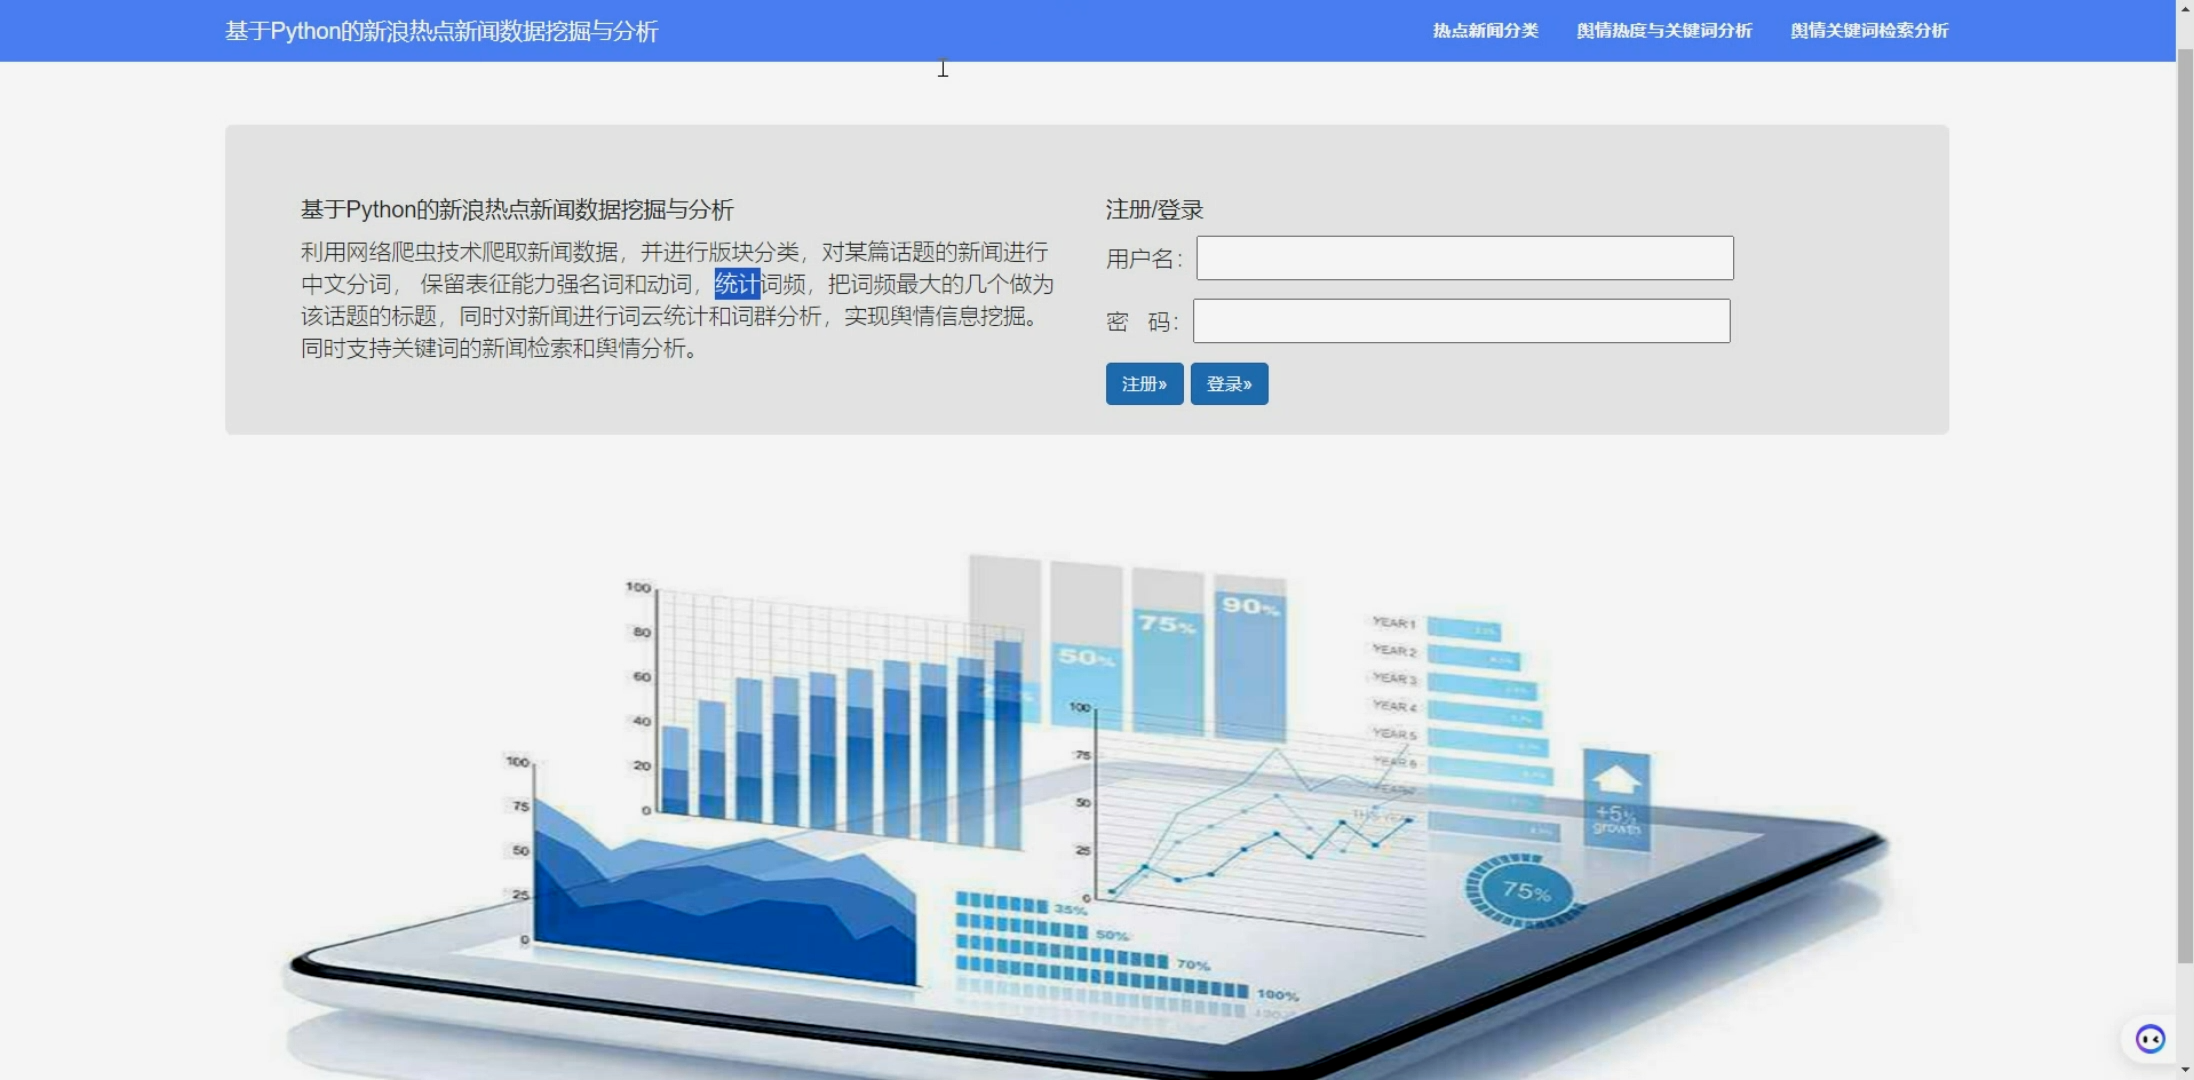 基于Python的新浪热点新闻数据挖掘与分析
热点新闻分类
舆情热度与关键词分析
舆情关键词检索分析
基于Python的新浪热点新闻数据挖掘与分析
利用网络爬虫技术爬取新闻数据，并进行版块分类，对某篇话题的新闻进行
中文分词， 保留表征能力强名词和动词，统计词频，把词频最大的几个做为
该话题的标题，同时对新闻进行词云统计和词群分析，实现舆情信息挖掘。
同时支持关键词的新闻检索和舆情分析。
注册/登录
用户名：
密 码：
注册»
登录»
100
80
60
40
20
0
25%
50%
75%
90%
YEAR 1
YEAR 2
YEAR 3
YEAR 4
YEAR 5
YEAR 6
YEAR 7
THIS YEAR
+5%
growth
75%
100
75
50
25
0
100
75
50
25
0
35%
50%
70%
100%